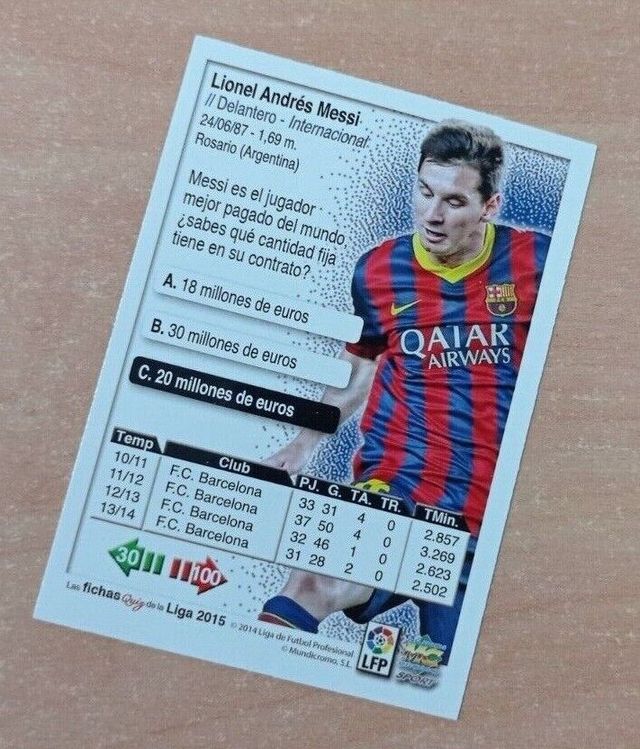 Lionel Andrés Messi
// Delantero - Internacional
24/06/87 - 1,69 m.
Rosario (Argentina)
Messi es el jugador
mejor pagado del mundo,
¿sabes qué cantidad fija
tiene en su contrato?
A. 18 millones de euros
B. 30 millones de euros
C. 20 millones de euros
QATAR
AIRWAYS
Temp Club PJ. G. TA. TR. TMin.
10/11 F.C. Barcelona 33 31 4 0 2.857
11/12 F.C. Barcelona 37 50 4 0 3.269
12/13 F.C. Barcelona 32 46 1 0 2.623
13/14 F.C. Barcelona 31 28 2 0 2.502
30 100
Las fichas Quiz de la Liga 2015 © 2014 Liga de Futbol Profesional
© Mundicromo, S.L.
LFP
MC
SPORT